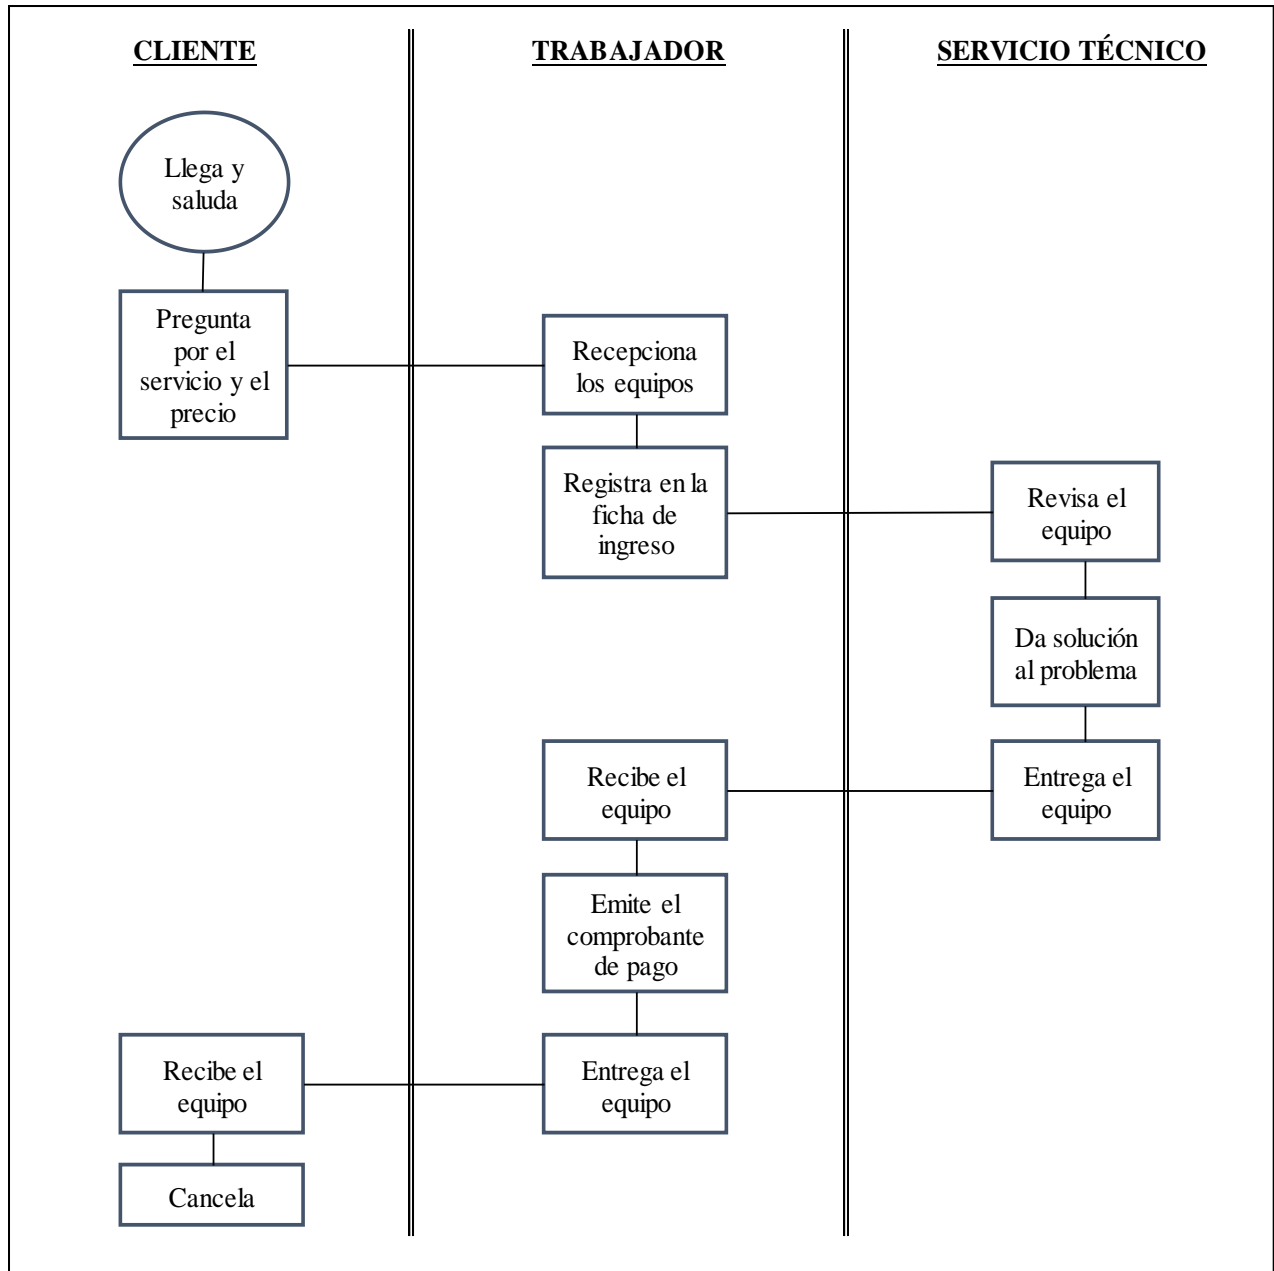 CLIENTE
TRABAJADOR
SERVICIO TÉCNICO
Llega y
saluda
Pregunta
por el
servicio y el
precio
Recepciona
los equipos
Registra en la
ficha de
ingreso
Revisa el
equipo
Da solución
al problema
Entrega el
equipo
Recibe el
equipo
Emite el
comprobante
de pago
Entrega el
equipo
Recibe el
equipo
Cancela